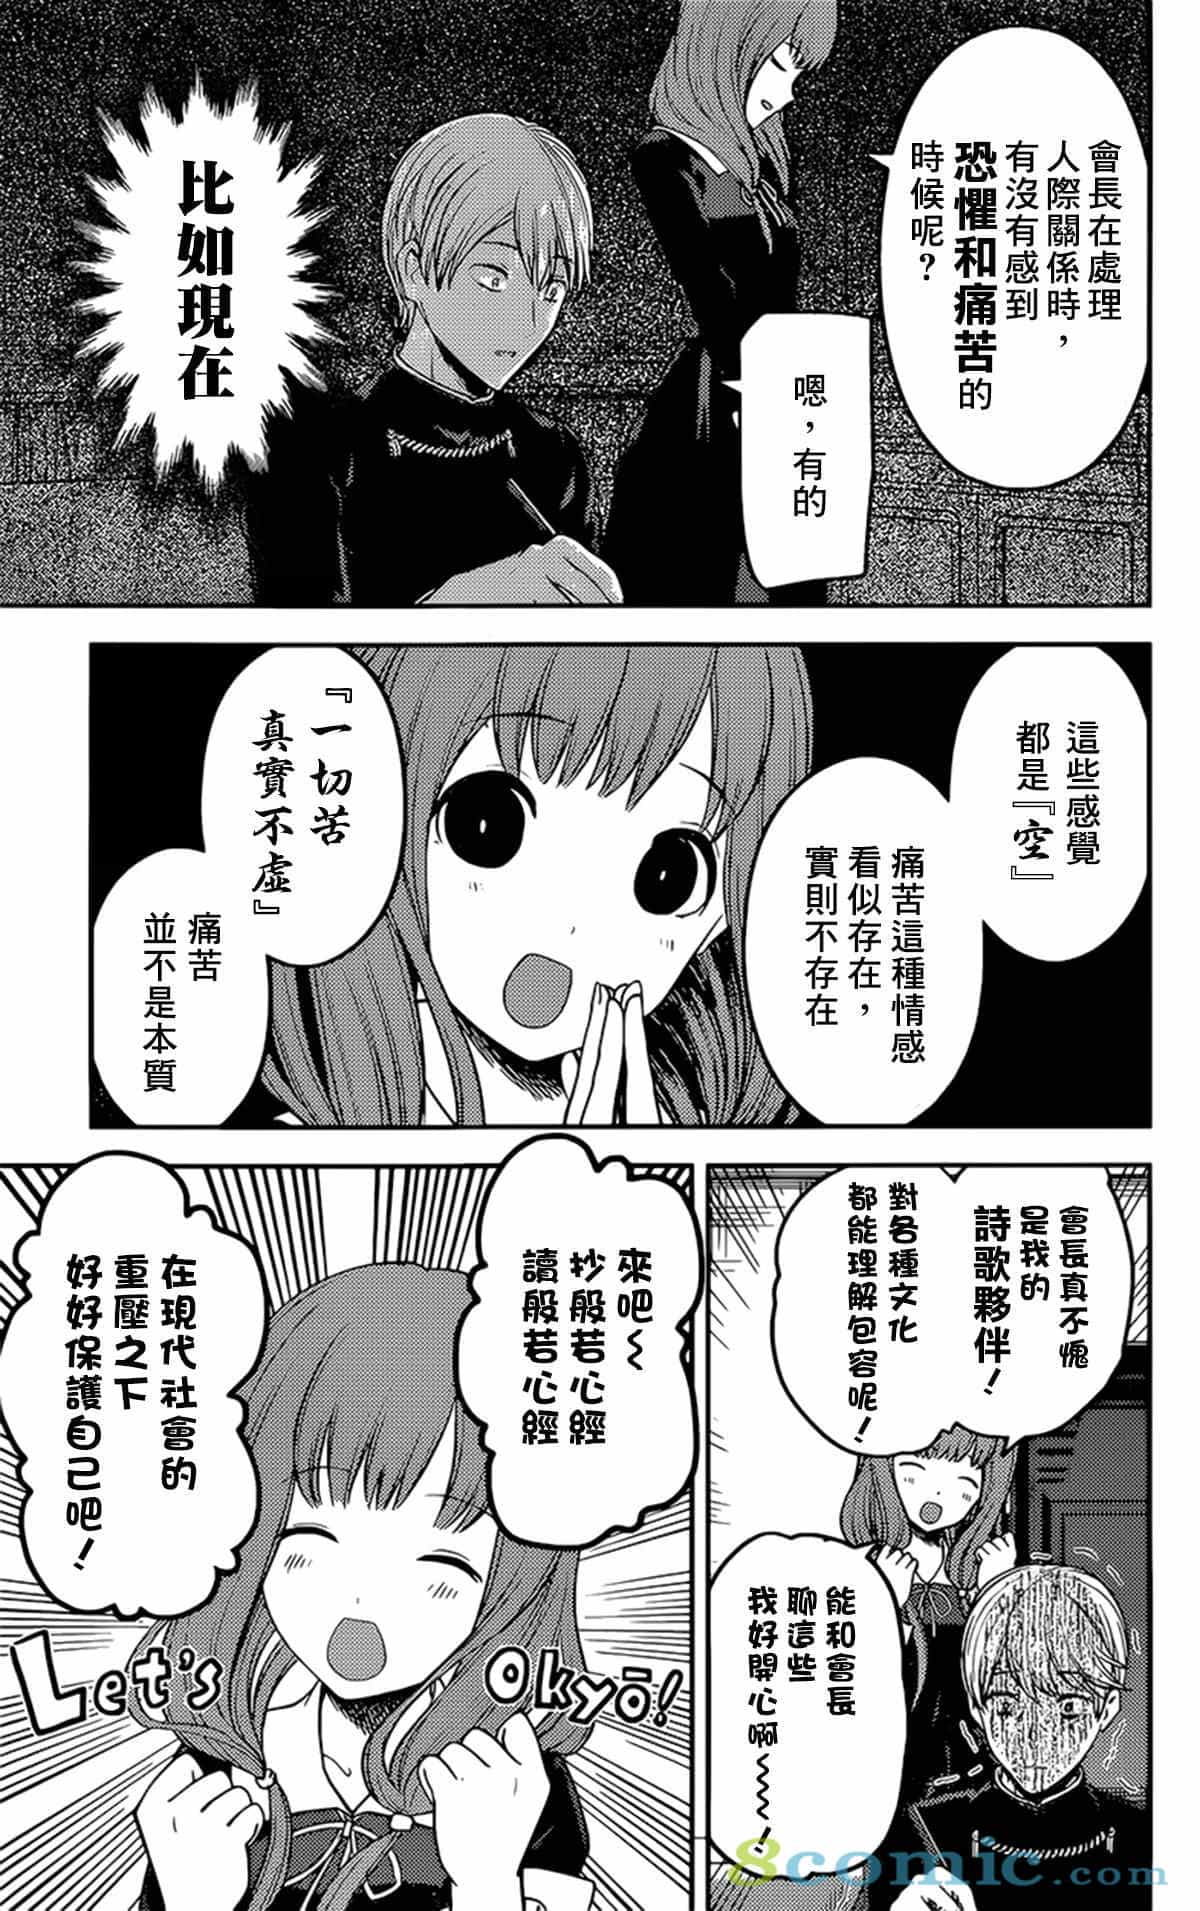 會長在處理
人際關係時，
有沒有感到
恐懼和痛苦的
時候呢？
嗯，有的
比如現在
這些感覺
都是『空』
痛苦這種情感
看似存在，
實則不存在
『一切苦
真實不虛』
痛苦
並不是本質
會長真不愧
是我的
詩歌夥伴！
對各種文化
都能理解包容呢！
能和會長
聊這些
我好開心啊~~~~！
來吧~
抄般若心經
讀般若心經
在現代社會的
重壓之下
好好保護自己吧！
Let's
okyō!
8comic.com